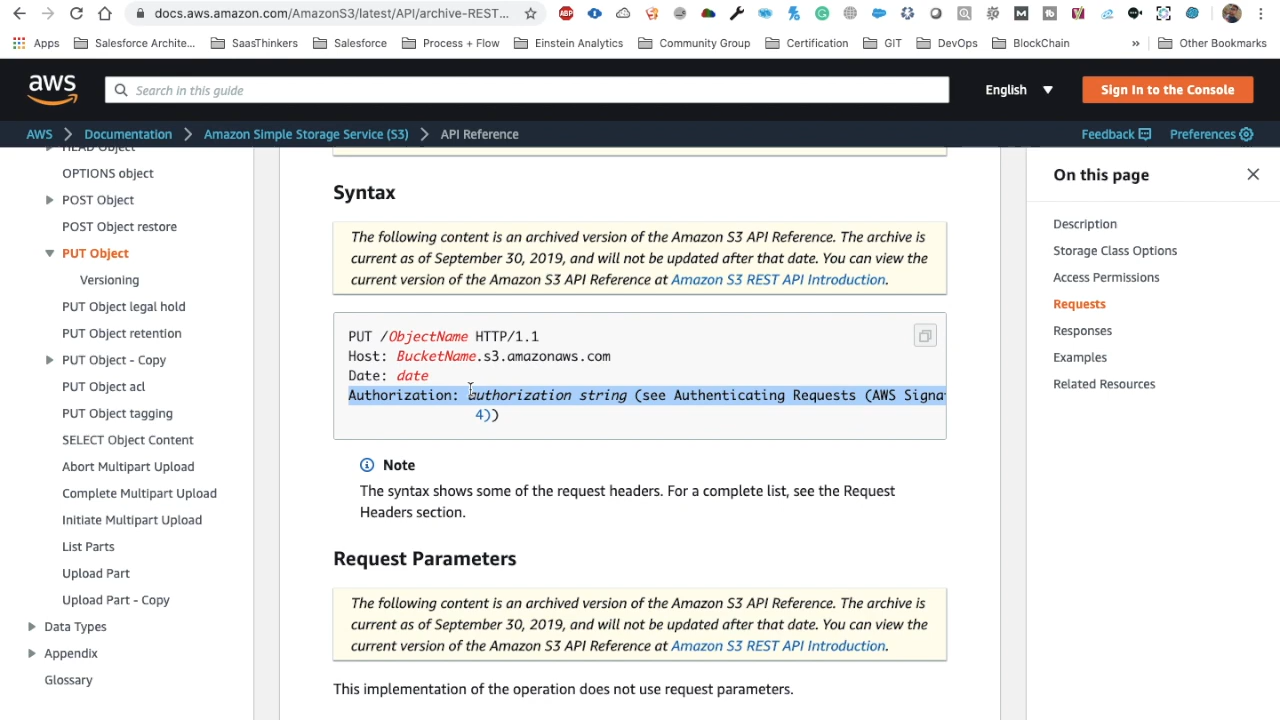 docs.aws.amazon.com/AmazonS3/latest/API/archive-REST...
Apps Salesforce Archite... SaasThinkers Salesforce Process + Flow Einstein Analytics Community Group Certification GIT DevOps BlockChain » Other Bookmarks
aws Search in this guide English Sign In to the Console
AWS Documentation Amazon Simple Storage Service (S3) API Reference Feedback Preferences
HEAD Object
OPTIONS object
POST Object
POST Object restore
PUT Object
Versioning
PUT Object legal hold
PUT Object retention
PUT Object - Copy
PUT Object acl
PUT Object tagging
SELECT Object Content
Abort Multipart Upload
Complete Multipart Upload
Initiate Multipart Upload
List Parts
Upload Part
Upload Part - Copy
Data Types
Appendix
Glossary
Syntax
The following content is an archived version of the Amazon S3 API Reference. The archive is
current as of September 30, 2019, and will not be updated after that date. You can view the
current version of the Amazon S3 API Reference at Amazon S3 REST API Introduction.
PUT /ObjectName HTTP/1.1
Host: BucketName.s3.amazonaws.com
Date: date
Authorization: authorization string (see Authenticating Requests (AWS Signa
4))
Note
The syntax shows some of the request headers. For a complete list, see the Request
Headers section.
Request Parameters
The following content is an archived version of the Amazon S3 API Reference. The archive is
current as of September 30, 2019, and will not be updated after that date. You can view the
current version of the Amazon S3 API Reference at Amazon S3 REST API Introduction.
This implementation of the operation does not use request parameters.
On this page
Description
Storage Class Options
Access Permissions
Requests
Responses
Examples
Related Resources